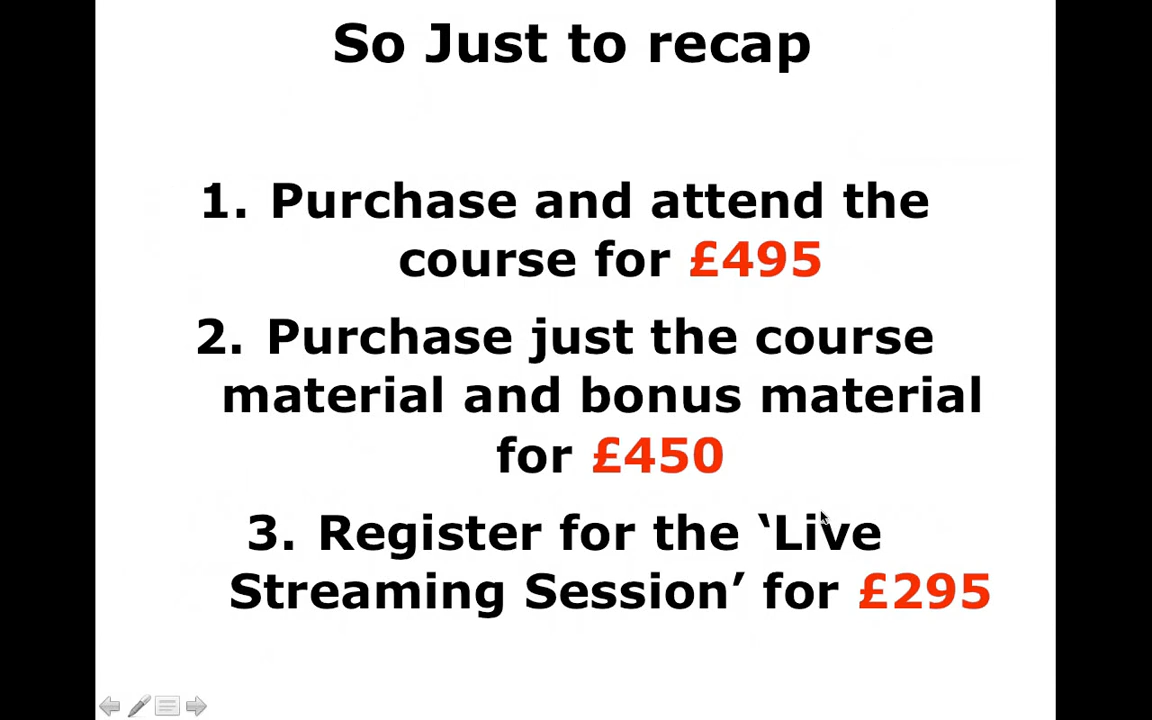 So Just to recap
1. Purchase and attend the
course for £495
2. Purchase just the course
material and bonus material
for £450
3. Register for the ‘Live
Streaming Session’ for £295